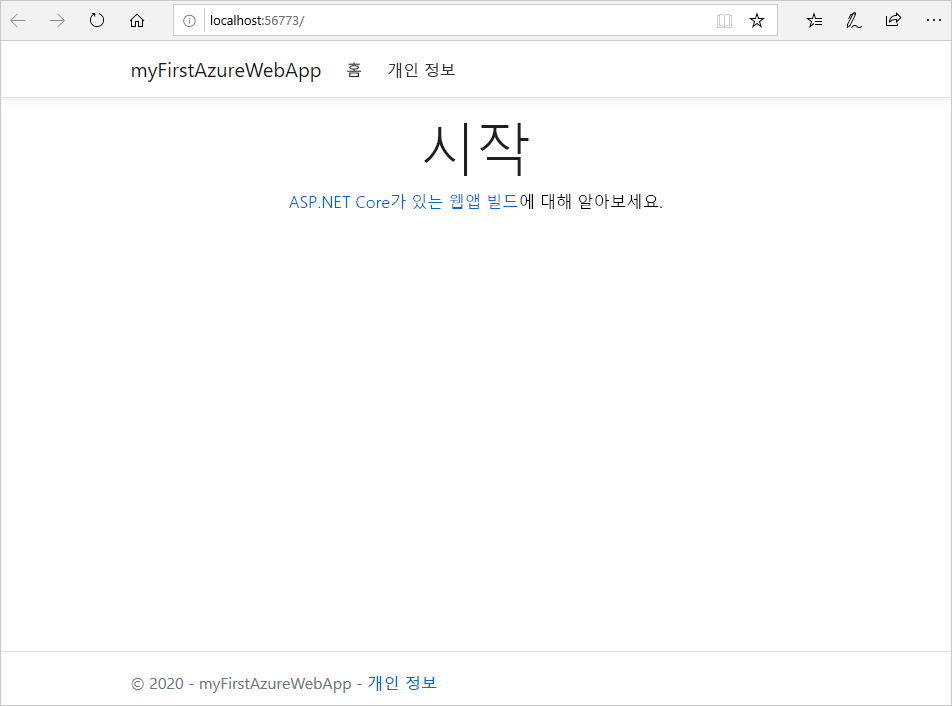 localhost:56773/
myFirstAzureWebApp 홈 개인 정보
시작
ASP.NET Core가 있는 웹앱 빌드에 대해 알아보세요.
© 2020 - myFirstAzureWebApp - 개인 정보